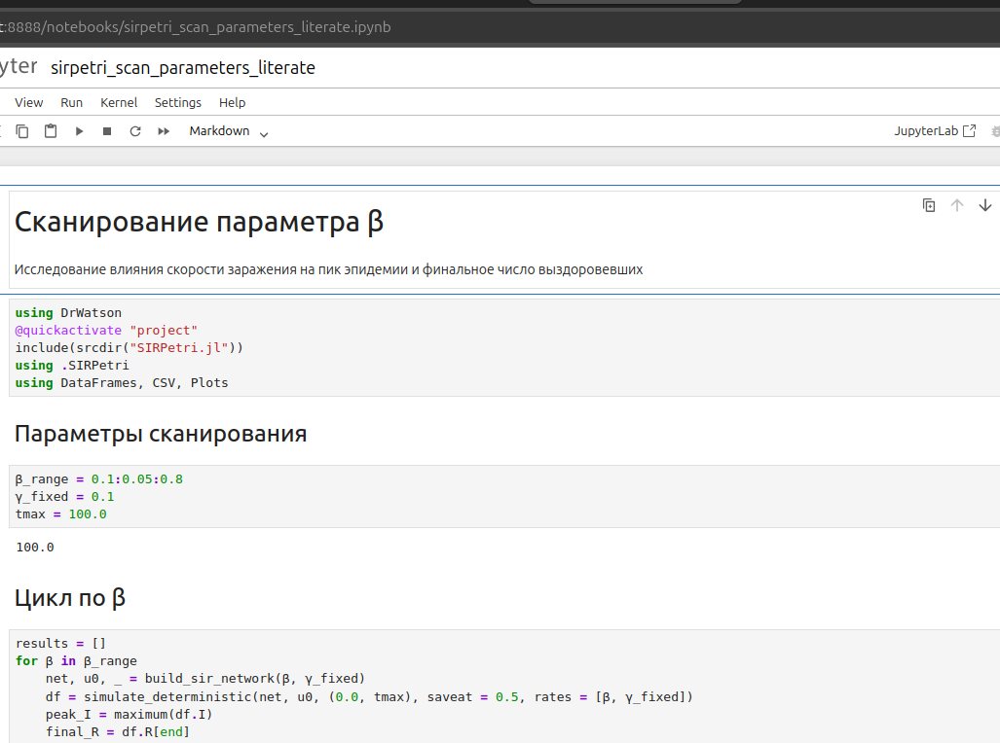 :8888/notebooks/sirpetri_scan_parameters_literate.ipynb
yter sirpetri_scan_parameters_literate
View Run Kernel Settings Help
Markdown JupyterLab
Сканирование параметра β
Исследование влияния скорости заражения на пик эпидемии и финальное число выздоровевших
using DrWatson
@quickactivate "project"
include(srcdir("SIRPetri.jl"))
using .SIRPetri
using DataFrames, CSV, Plots
Параметры сканирования
β_range = 0.1:0.05:0.8
γ_fixed = 0.1
tmax = 100.0
100.0
Цикл по β
results = []
for β in β_range
    net, u0, _ = build_sir_network(β, γ_fixed)
    df = simulate_deterministic(net, u0, (0.0, tmax), saveat = 0.5, rates = [β, γ_fixed])
    peak_I = maximum(df.I)
    final_R = df.R[end]